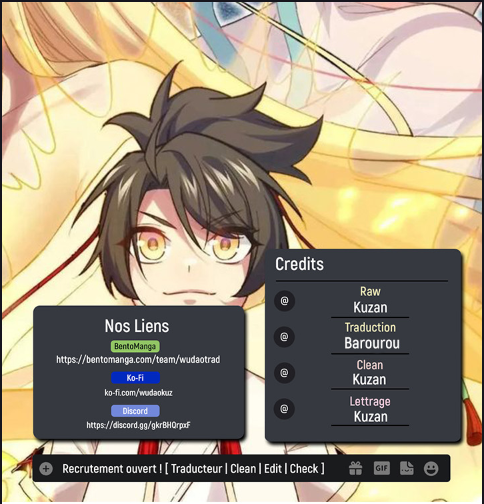 Nos Liens
BentoManga
https://bentomanga.com/team/wudaotrad
Ko-Fi
ko-fi.com/wudaokuz
Discord
https://discord.gg/gkrBHQrpxF
Credits
@
Raw
Kuzan
@
Traduction
Barourou
@
Clean
Kuzan
@
Lettrage
Kuzan
Recrutement ouvert ! [ Traducteur | Clean | Edit | Check ]
GIF